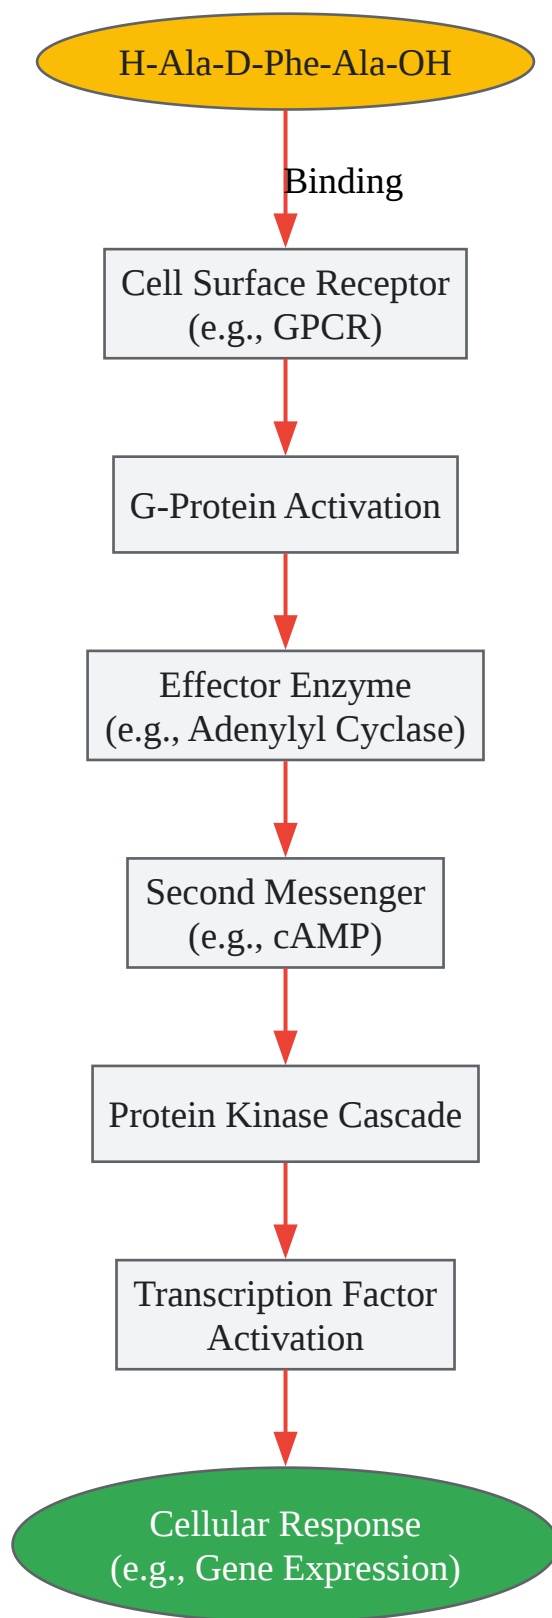 H-Ala-D-Phe-Ala-OH
Binding
Cell Surface Receptor
(e.g., GPCR)
G-Protein Activation
Effector Enzyme
(e.g., Adenylyl Cyclase)
Second Messenger
(e.g., cAMP)
Protein Kinase Cascade
Transcription Factor
Activation
Cellular Response
(e.g., Gene Expression)